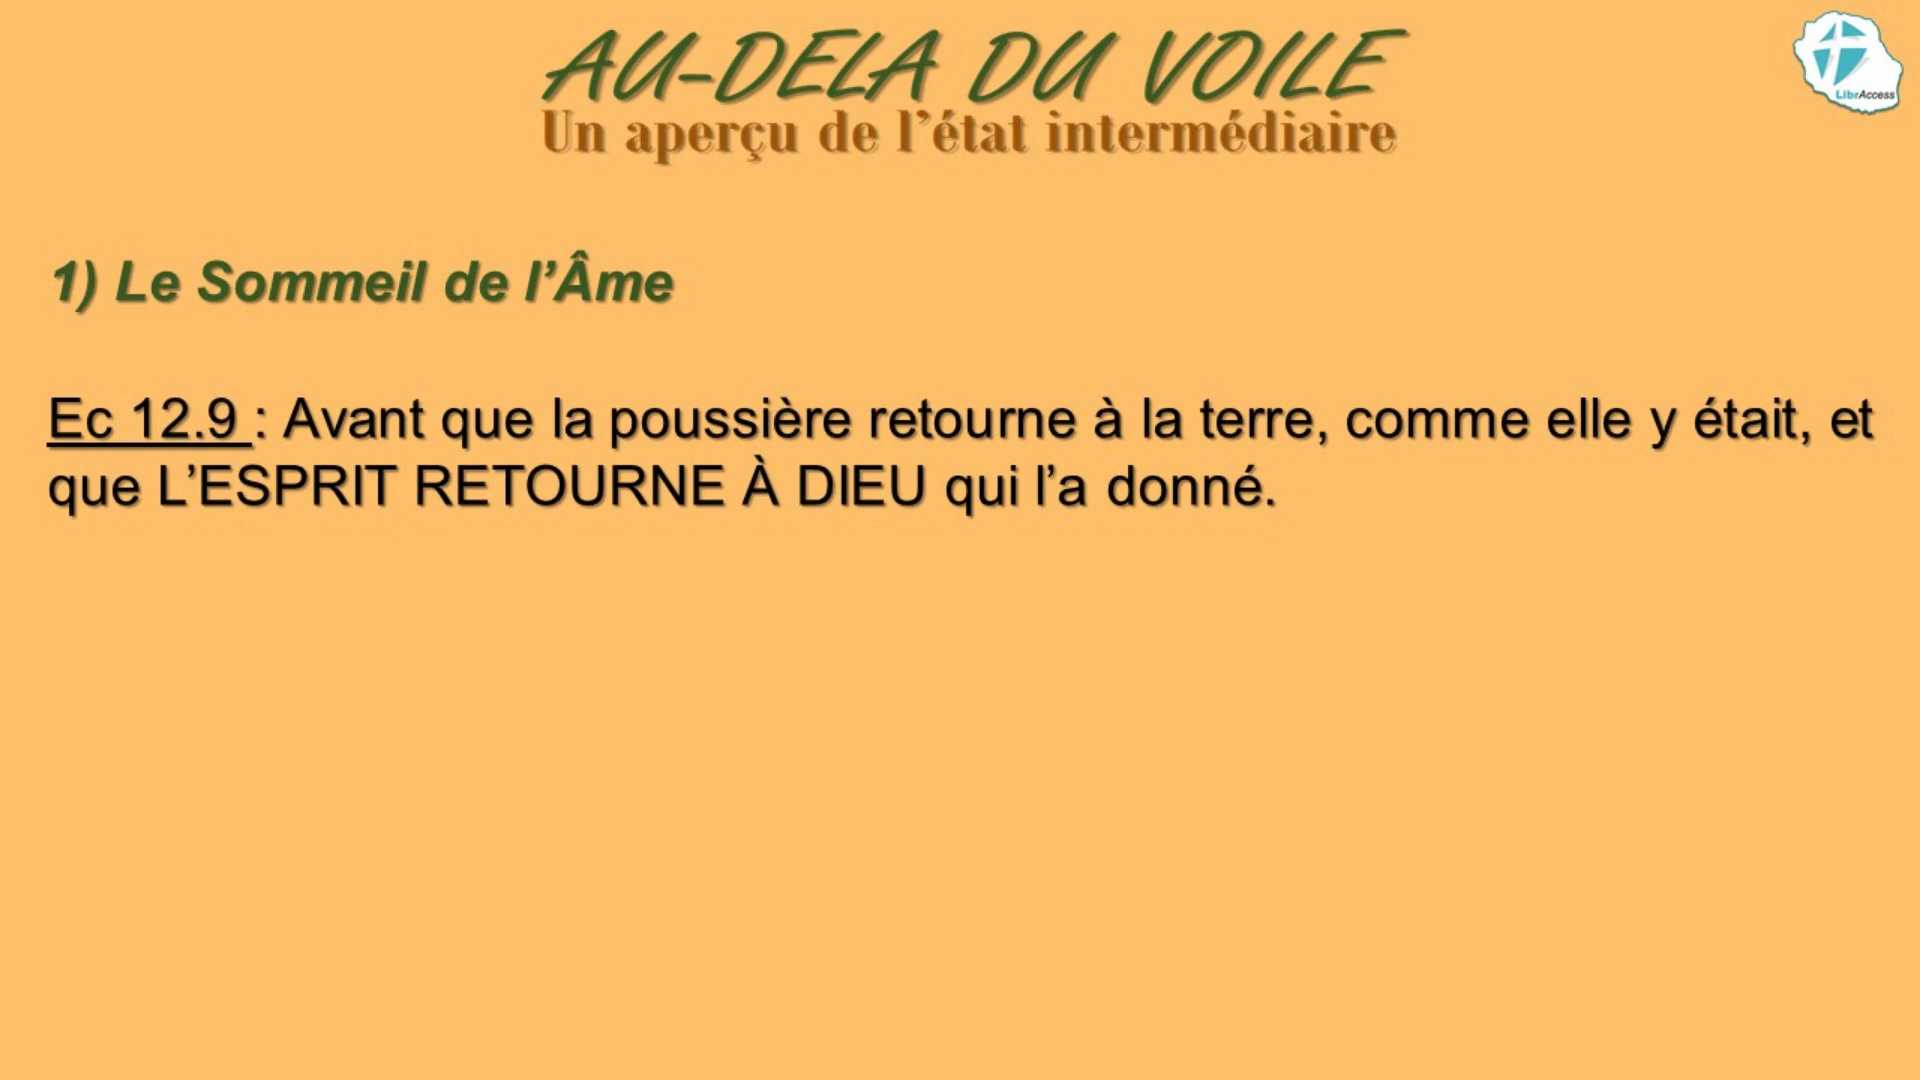 AU-DELA DU VOILE
Un aperçu de l’état intermédiaire
LibrAccess
1) Le Sommeil de l’Âme
Ec 12.9 : Avant que la poussière retourne à la terre, comme elle y était, et
que L’ESPRIT RETOURNE À DIEU qui l’a donné.